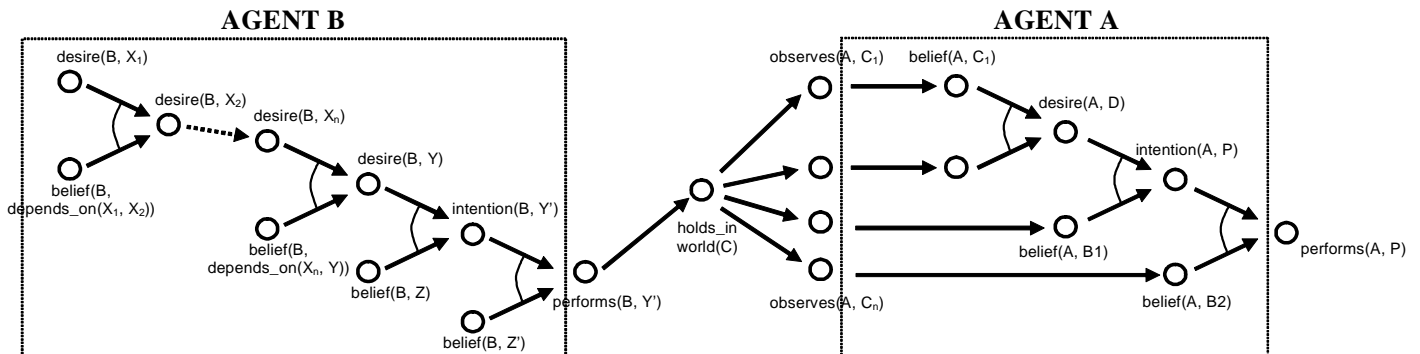 AGENT B
AGENT A
desire(B, X1)
desire(B, X2)
desire(B, Xn)
desire(B, Y)
intention(B, Y')
belief(B,
depends_on(X1, X2))
belief(B,
depends_on(Xn, Y))
belief(B, Z)
belief(B, Z')
performs(B, Y')
holds_in
world(C)
observes(A, C1)
observes(A, Cn)
belief(A, C1)
desire(A, D)
intention(A, P)
belief(A, B1)
belief(A, B2)
performs(A, P)